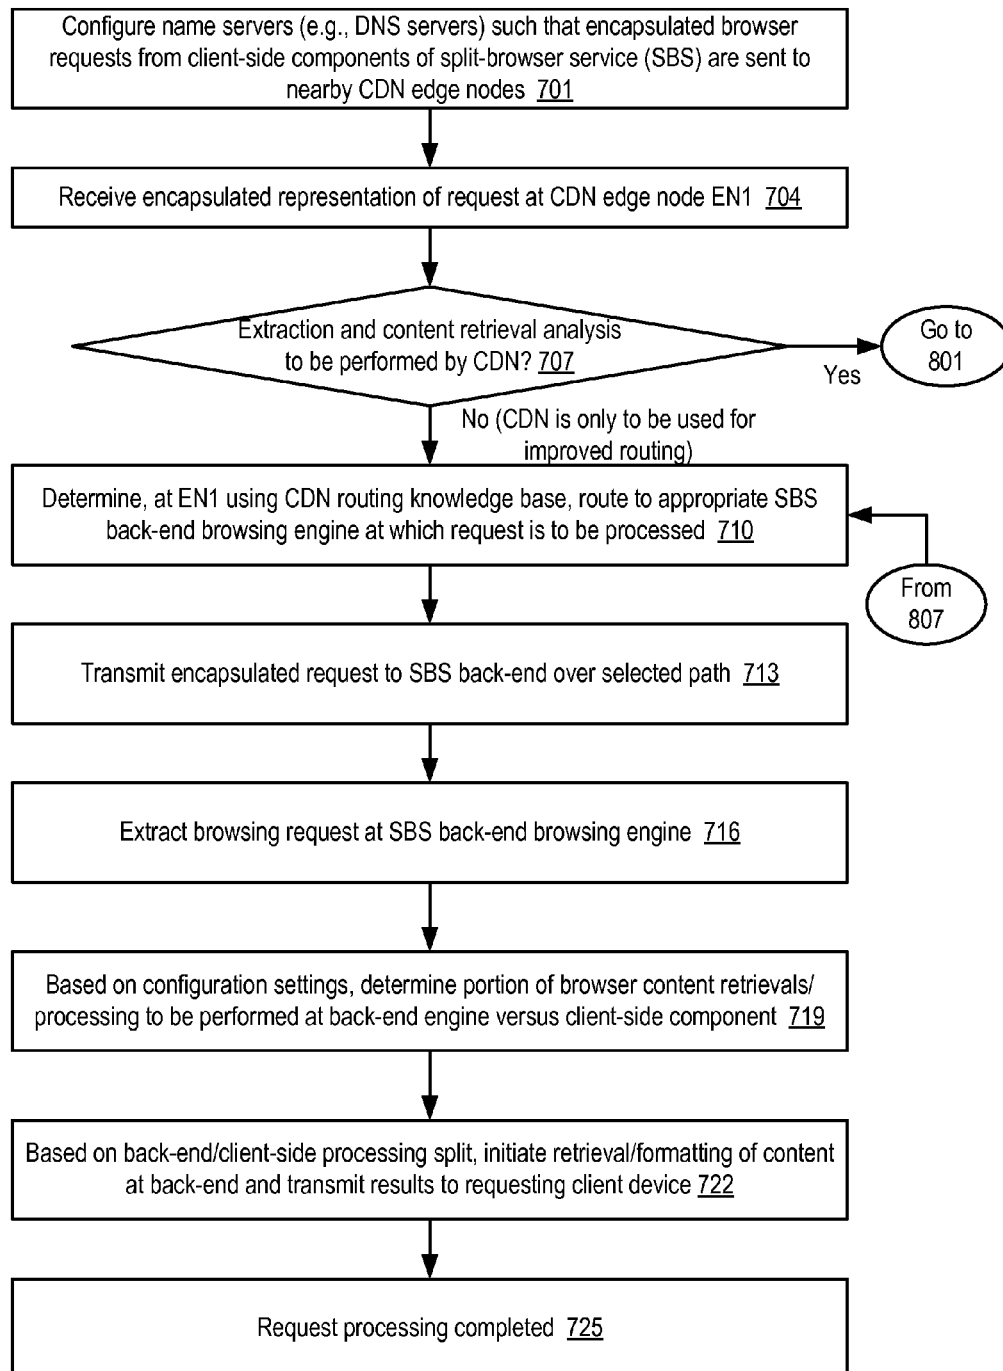 Configure name servers (e.g., DNS servers) such that encapsulated browser
requests from client-side components of split-browser service (SBS) are sent to
nearby CDN edge nodes 701
Receive encapsulated representation of request at CDN edge node EN1 704
Extraction and content retrieval analysis
to be performed by CDN? 707
Go to
801
Yes
No (CDN is only to be used for
improved routing)
Determine, at EN1 using CDN routing knowledge base, route to appropriate SBS
back-end browsing engine at which request is to be processed 710
From
807
Transmit encapsulated request to SBS back-end over selected path 713
Extract browsing request at SBS back-end browsing engine 716
Based on configuration settings, determine portion of browser content retrievals/
processing to be performed at back-end engine versus client-side component 719
Based on back-end/client-side processing split, initiate retrieval/formatting of content
at back-end and transmit results to requesting client device 722
Request processing completed 725